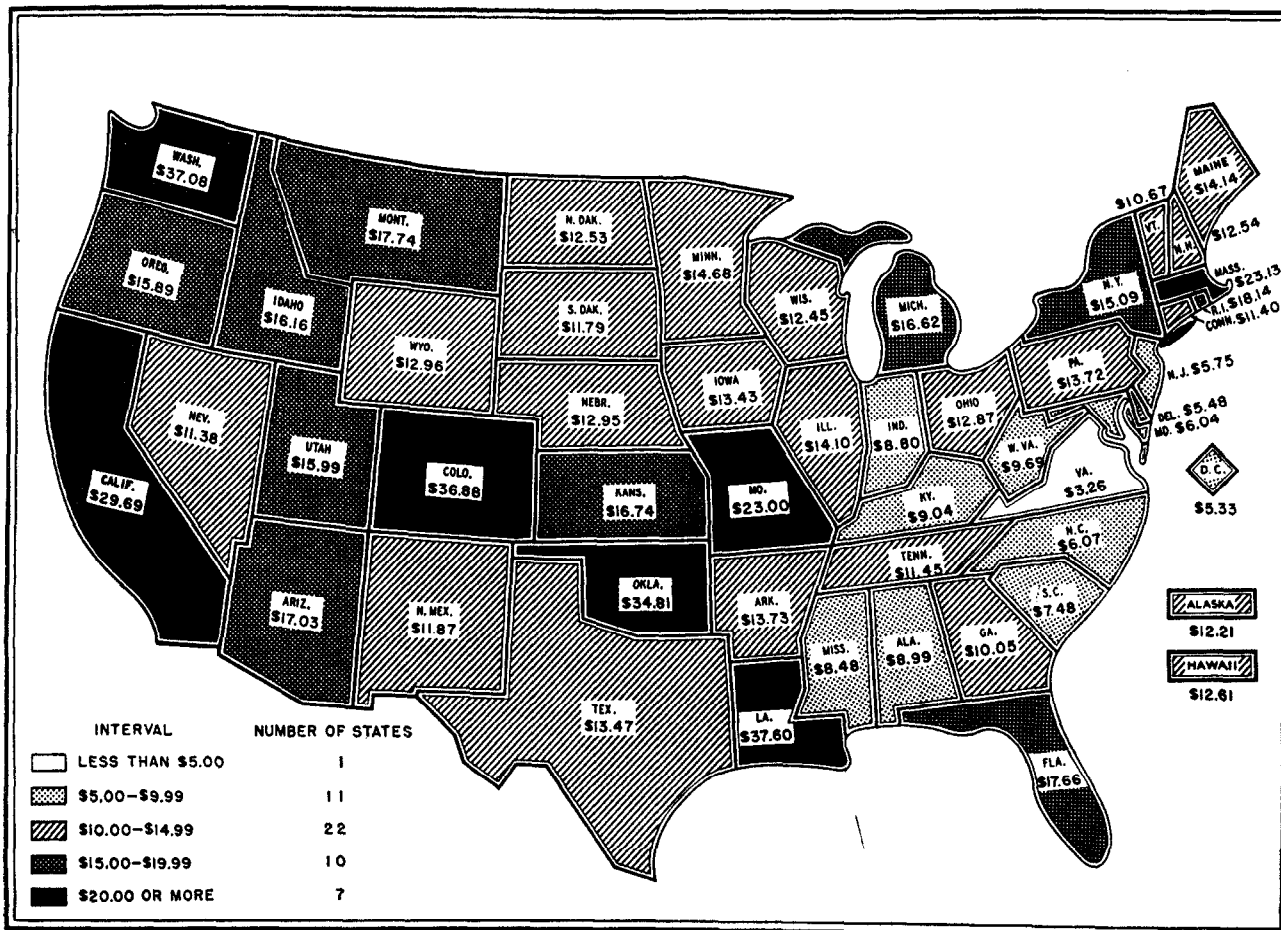 WASH.
$37.08
OREG.
$15.89
CALIF.
$29.69
NEV.
$11.38
IDAHO
$16.16
MONT.
$17.74
WYO.
$12.96
UTAH
$15.99
COLO.
$36.88
ARIZ.
$17.03
N. MEX.
$11.87
N. DAK.
$12.53
S. DAK.
$11.79
NEBR.
$12.95
KANS.
$16.74
OKLA.
$34.81
TEX.
$13.47
MINN.
$14.68
IOWA
$13.43
MO.
$23.00
ARK.
$13.73
LA.
$37.60
WIS.
$12.45
ILL.
$14.10
MICH.
$16.62
IND.
$8.80
OHIO
$12.87
KY.
$9.04
TENN.
$11.45
MISS.
$8.48
ALA.
$8.99
GA.
$10.05
FLA.
$17.66
S.C.
$7.48
N.C.
$6.07
VA.
$3.26
W. VA.
$9.69
PA.
$13.72
N.Y.
$15.09
$10.67
VT.
N.H.
$12.54
MAINE
$14.14
MASS.
$23.13
R.I. $18.14
CONN. $11.40
N.J. $5.75
DEL. $5.48
MD. $6.04
D.C.
$5.33
ALASKA
$12.21
HAWAII
$12.61
INTERVAL NUMBER OF STATES
LESS THAN $5.00 1
$5.00-$9.99 11
$10.00-$14.99 22
$15.00-$19.99 10
$20.00 OR MORE 7